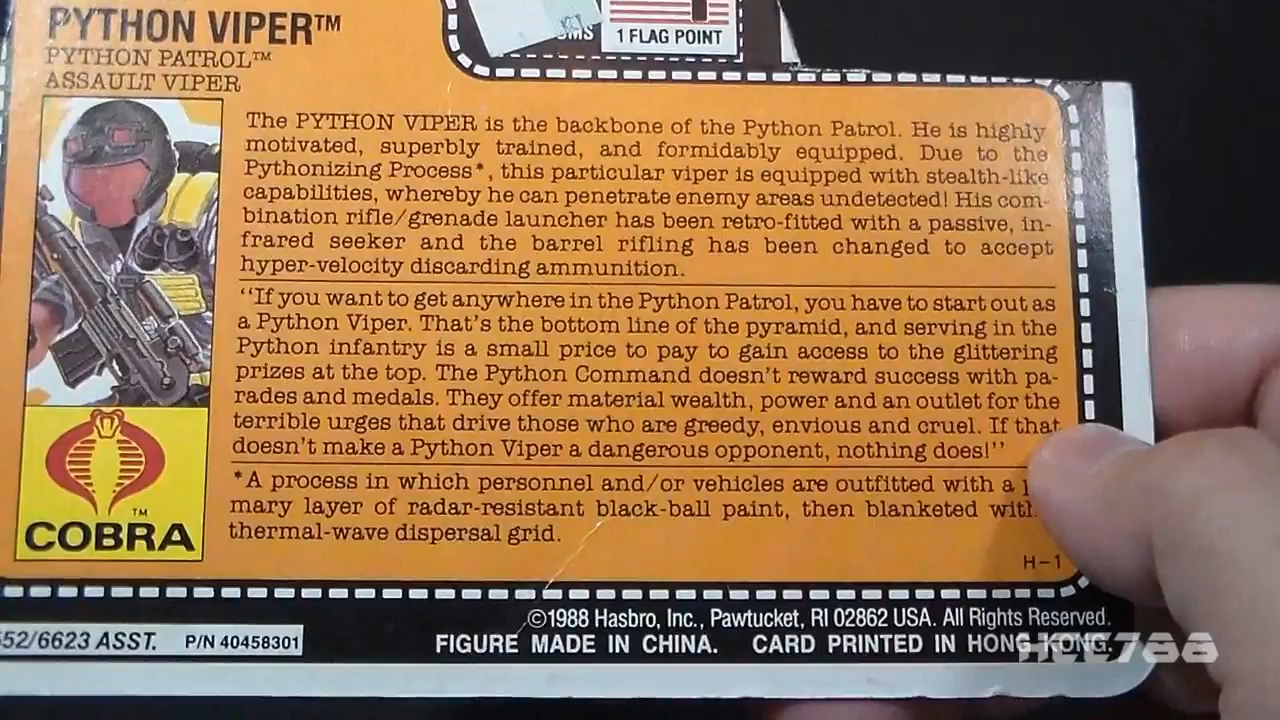 PYTHON VIPER™
PYTHON PATROL™
ASSAULT VIPER
1 FLAG POINT
The PYTHON VIPER is the backbone of the Python Patrol. He is highly
motivated, superbly trained, and formidably equipped. Due to the
Pythonizing Process*, this particular viper is equipped with stealth-like
capabilities, whereby he can penetrate enemy areas undetected! His com-
bination rifle/grenade launcher has been retro-fitted with a passive, in-
frared seeker and the barrel rifling has been changed to accept
hyper-velocity discarding ammunition.
"If you want to get anywhere in the Python Patrol, you have to start out as
a Python Viper. That's the bottom line of the pyramid, and serving in the
Python infantry is a small price to pay to gain access to the glittering
prizes at the top. The Python Command doesn't reward success with pa-
rades and medals. They offer material wealth, power and an outlet for the
terrible urges that drive those who are greedy, envious and cruel. If that
doesn't make a Python Viper a dangerous opponent, nothing does!"
*A process in which personnel and/or vehicles are outfitted with a
mary layer of radar-resistant black-ball paint, then blanketed with
thermal-wave dispersal grid.
COBRA™
H-1
©1988 Hasbro, Inc., Pawtucket, RI 02862 USA. All Rights Reserved.
52/6623 ASST. P/N 40458301
FIGURE MADE IN CHINA. CARD PRINTED IN HONG KONG.
HCC788